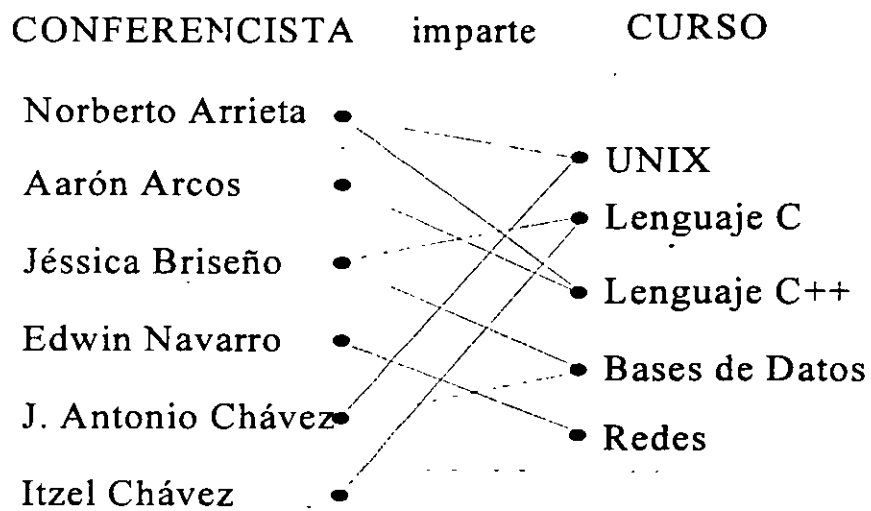 CONFERENCISTA imparte CURSO
Norberto Arrieta
UNIX
Aarón Arcos
Lenguaje C
Jéssica Briseño
Lenguaje C++
Edwin Navarro
Bases de Datos
J. Antonio Chávez
Redes
Itzel Chávez